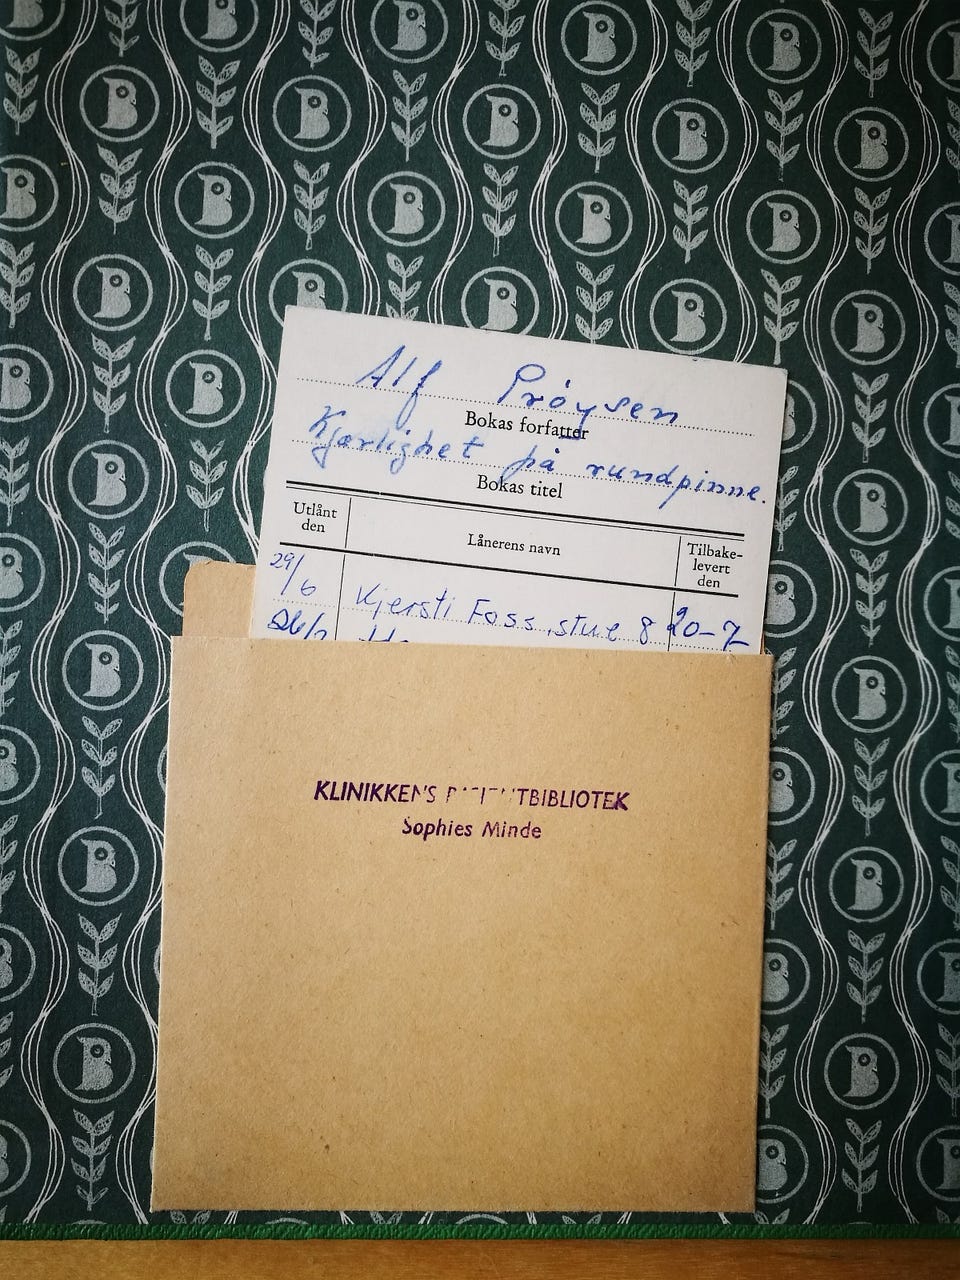 Alf Prøysen
Bokas forfatter
Kjærlighet på rundpinne.
Bokas titel
Utlånt den
Lånerens navn
Tilbake-
levert
den
29/6 Kjersti Foss, stue 8 20-7
KLINIKKENS
Sophies Minde